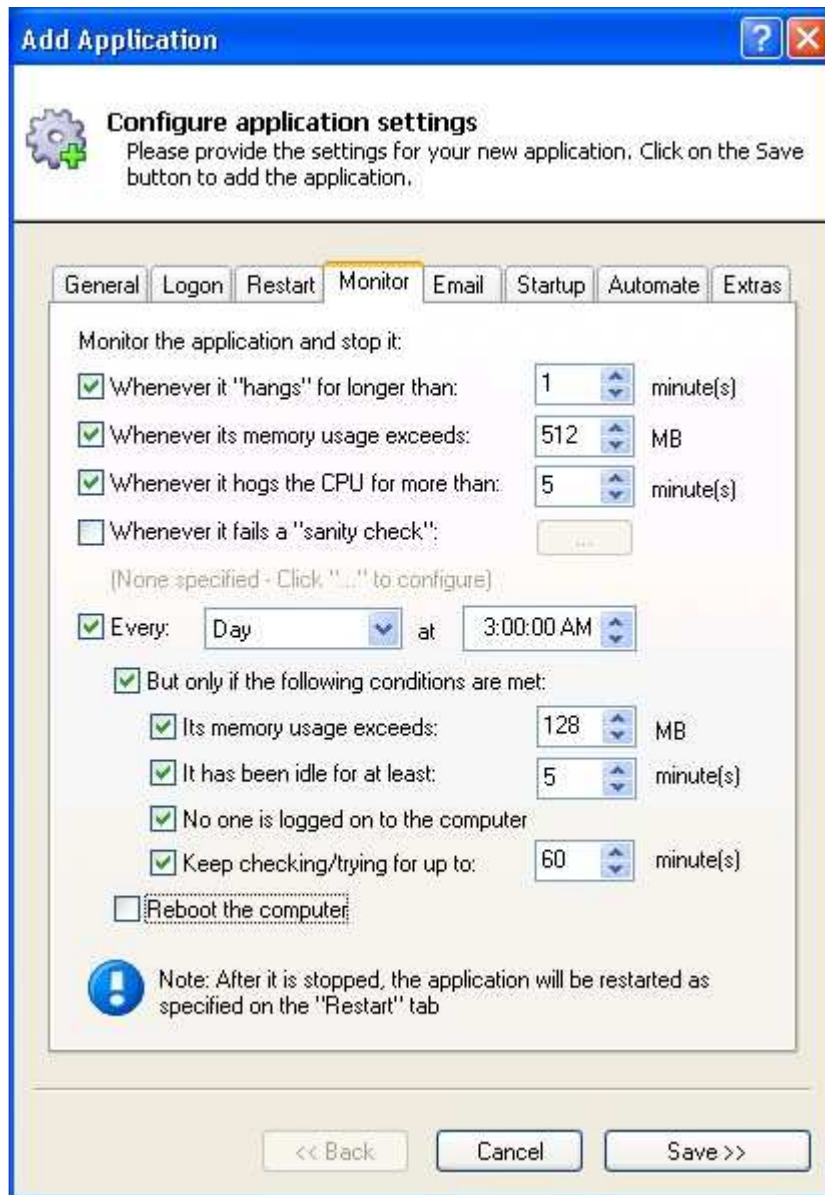 Add Application
Configure application settings
Please provide the settings for your new application. Click on the Save
button to add the application.
General Logon Restart Monitor Email Startup Automate Extras
Monitor the application and stop it:
Whenever it "hangs" for longer than: 1 minute(s)
Whenever its memory usage exceeds: 512 MB
Whenever it hogs the CPU for more than: 5 minute(s)
Whenever it fails a "sanity check": ...
(None specified - Click "..." to configure)
Every: Day at 3:00:00 AM
But only if the following conditions are met:
Its memory usage exceeds: 128 MB
It has been idle for at least: 5 minute(s)
No one is logged on to the computer
Keep checking/trying for up to: 60 minute(s)
Reboot the computer
Note: After it is stopped, the application will be restarted as
specified on the "Restart" tab
<< Back Cancel Save >>